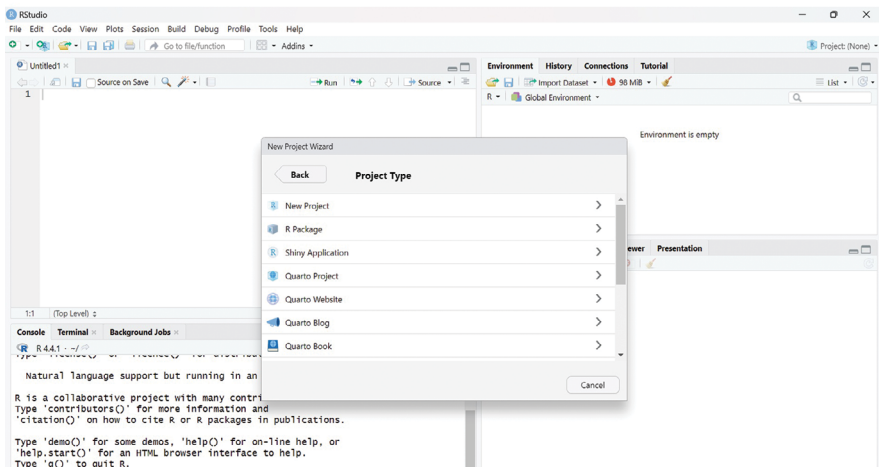 RStudio
File Edit Code View Plots Session Build Debug Profile Tools Help
Go to file/function Addins Project: (None)
Untitled1
Source on Save Run Source
1
1:1 (Top Level)
Environment History Connections Tutorial
Import Dataset 98 MiB List
R Global Environment
Environment is empty
New Project Wizard
Back Project Type
New Project
R Package
Shiny Application
Quarto Project
Quarto Website
Quarto Blog
Quarto Book
Cancel
ewer Presentation
Console Terminal Background Jobs
R 4.4.1 · ~/
Natural language support but running in an
R is a collaborative project with many contri
Type 'contributors()' for more information and
'citation()' on how to cite R or R packages in publications.
Type 'demo()' for some demos, 'help()' for on-line help, or
'help.start()' for an HTML browser interface to help.
Type 'q()' to quit R.